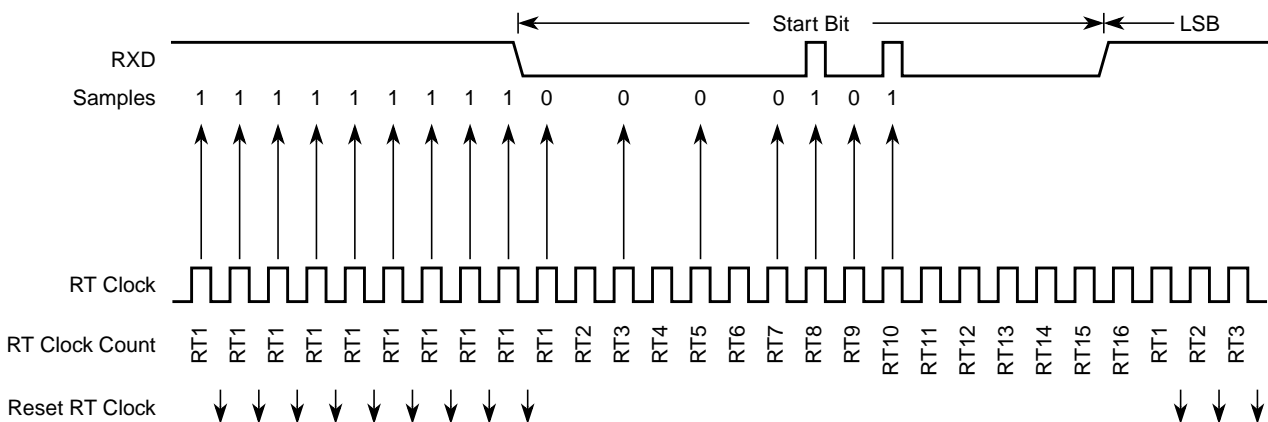 Start Bit LSB
RXD
Samples 1 1 1 1 1 1 1 1 1 0 0 0 0 1 0 1
RT Clock
RT Clock Count RT1 RT1 RT1 RT1 RT1 RT1 RT1 RT1 RT1 RT1 RT2 RT3 RT4 RT5 RT6 RT7 RT8 RT9 RT10 RT11 RT12 RT13 RT14 RT15 RT16 RT1 RT2 RT3
Reset RT Clock